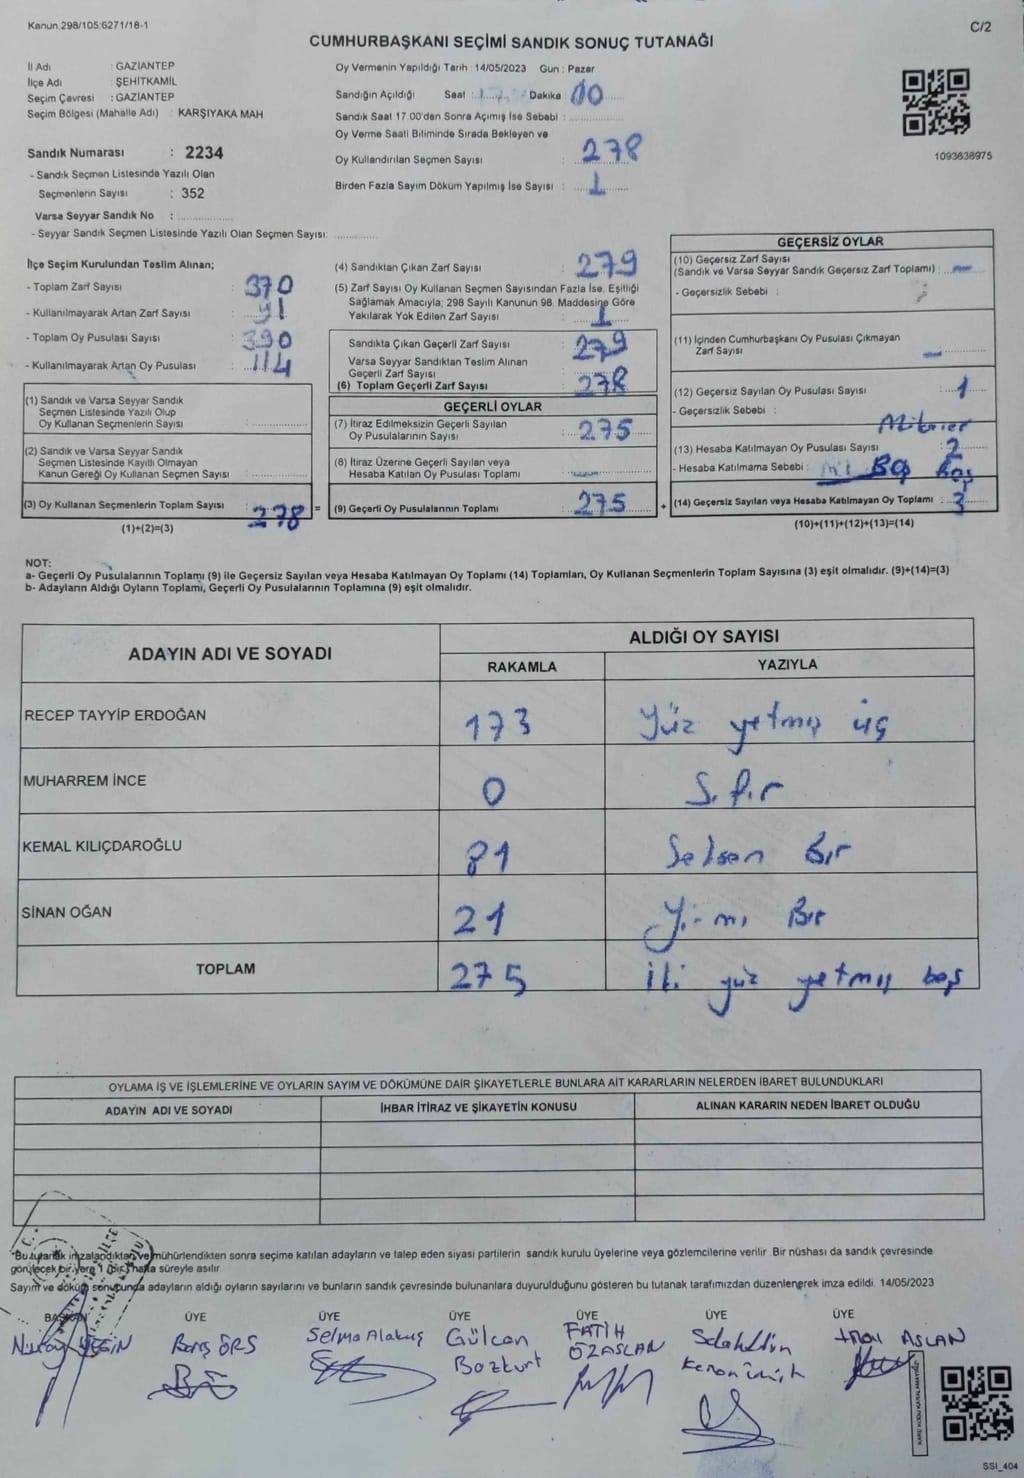 Kanun 298/105;6271/18-1
C/2
CUMHURBAŞKANI SEÇİMİ SANDIK SONUÇ TUTANAĞI
İl Adı : GAZİANTEP
İlçe Adı : ŞEHİTKAMİL
Seçim Çevresi : GAZİANTEP
Seçim Bölgesi (Mahalle Adı) : KARŞIYAKA MAH
Sandık Numarası : 2234
- Sandık Seçmen Listesinde Yazılı Olan
Seçmenlerin Sayısı : 352
Varsa Seyyar Sandık No :
- Seyyar Sandık Seçmen Listesinde Yazılı Olan Seçmen Sayısı:
Oy Vermenin Yapıldığı Tarih : 14/05/2023 Gün : Pazar
Sandığın Açıldığı Saat : Dakika : 00
Sandık Saat 17.00'den Sonra Açımış İse Sebebi :
Oy Verme Saati Bitiminde Sırada Bekleyen ve
Oy Kullandırılan Seçmen Sayısı : 278
Birden Fazla Sayım Döküm Yapılmış İse Sayısı : 1
1093636975
İlçe Seçim Kurulundan Teslim Alınan;
- Toplam Zarf Sayısı : 370
- Kullanılmayarak Artan Zarf Sayısı : 91
- Toplam Oy Pusulası Sayısı : 390
- Kullanılmayarak Artan Oy Pusulası : 114
(1) Sandık ve Varsa Seyyar Sandık
Seçmen Listesinde Yazılı Olup
Oy Kullanan Seçmenlerin Sayısı :
(2) Sandık ve Varsa Seyyar Sandık
Seçmen Listesinde Kayıtlı Olmayan
Kanun Gereği Oy Kullanan Seçmen Sayısı :
(3) Oy Kullanan Seçmenlerin Toplam Sayısı : 278 =
(1)+(2)=(3)
(4) Sandıktan Çıkan Zarf Sayısı : 279
(5) Zarf Sayısı Oy Kullanan Seçmen Sayısından Fazla İse, Eşitliği
Sağlamak Amacıyla; 298 Sayılı Kanunun 98. Maddesine Göre
Yakılarak Yok Edilen Zarf Sayısı : 1
Sandıkta Çıkan Geçerli Zarf Sayısı : 279
Varsa Seyyar Sandıktan Teslim Alınan
Geçerli Zarf Sayısı :
(6) Toplam Geçerli Zarf Sayısı : 278
GEÇERLİ OYLAR
(7) İtiraz Edilmeksizin Geçerli Sayılan
Oy Pusulalarının Sayısı : 275
(8) İtiraz Üzerine Geçerli Sayılan veya
Hesaba Katılan Oy Pusulası Toplamı :
(9) Geçerli Oy Pusulalarının Toplamı : 275 +
GEÇERSİZ OYLAR
(10) Geçersiz Zarf Sayısı
(Sandık ve Varsa Seyyar Sandık Geçersiz Zarf Toplamı) : —
- Geçersizlik Sebebi :
(11) İçinden Cumhurbaşkanı Oy Pusulası Çıkmayan
Zarf Sayısı : —
(12) Geçersiz Sayılan Oy Pusulası Sayısı : 1
- Geçersizlik Sebebi :
(13) Hesaba Katılmayan Oy Pusulası Sayısı : 2
- Hesaba Katılmama Sebebi : Boş Boş
(14) Geçersiz Sayılan veya Hesaba Katılmayan Oy Toplamı : 3
(10)+(11)+(12)+(13)=(14)
NOT:
a- Geçerli Oy Pusulalarının Toplamı (9) ile Geçersiz Sayılan veya Hesaba Katılmayan Oy Toplamı (14) Toplamları, Oy Kullanan Seçmenlerin Toplam Sayısına (3) eşit olmalıdır. (9)+(14)=(3)
b- Adayların Aldığı Oyların Toplamı, Geçerli Oy Pusulalarının Toplamına (9) eşit olmalıdır.
ADAYIN ADI VE SOYADI
ALDIĞI OY SAYISI
RAKAMLA YAZIYLA
RECEP TAYYİP ERDOĞAN 173 Yüz yetmiş üç
MUHARREM İNCE 0 Sıfır
KEMAL KILIÇDAROĞLU 81 Seksen Bir
SİNAN OĞAN 21 Yirmi Bir
TOPLAM 275 İki yüz yetmiş beş
OYLAMA İŞ VE İŞLEMLERİNE VE OYLARIN SAYIM VE DÖKÜMÜNE DAİR ŞİKAYETLERLE BUNLARA AİT KARARLARIN NELERDEN İBARET BULUNDUKLARI
ADAYIN ADI VE SOYADI İHBAR İTİRAZ VE ŞİKAYETİN KONUSU ALINAN KARARIN NEDEN İBARET OLDUĞU
*Bu tutanak imzalandıktan ve mühürlendikten sonra seçime katılan adayların ve talep eden siyasi partilerin sandık kurulu üyelerine veya gözlemcilerine verilir. Bir nüshası da sandık çevresinde
görülecek bir yere 1 (bir) hafta süreyle asılır.
Sayım ve döküm sonucunda adayların aldığı oyların sayılarını ve bunların sandık çevresinde bulunanlara duyurulduğunu gösteren bu tutanak tarafımızdan düzenlenerek imza edildi. 14/05/2023
BAŞKAN ÜYE ÜYE ÜYE ÜYE ÜYE ÜYE
Barış ÖRS
Selma Alakuş
Gülcan
Bozkurt
FATİH
ÖZASLAN
Selahttin
ASLAN
SSI_404